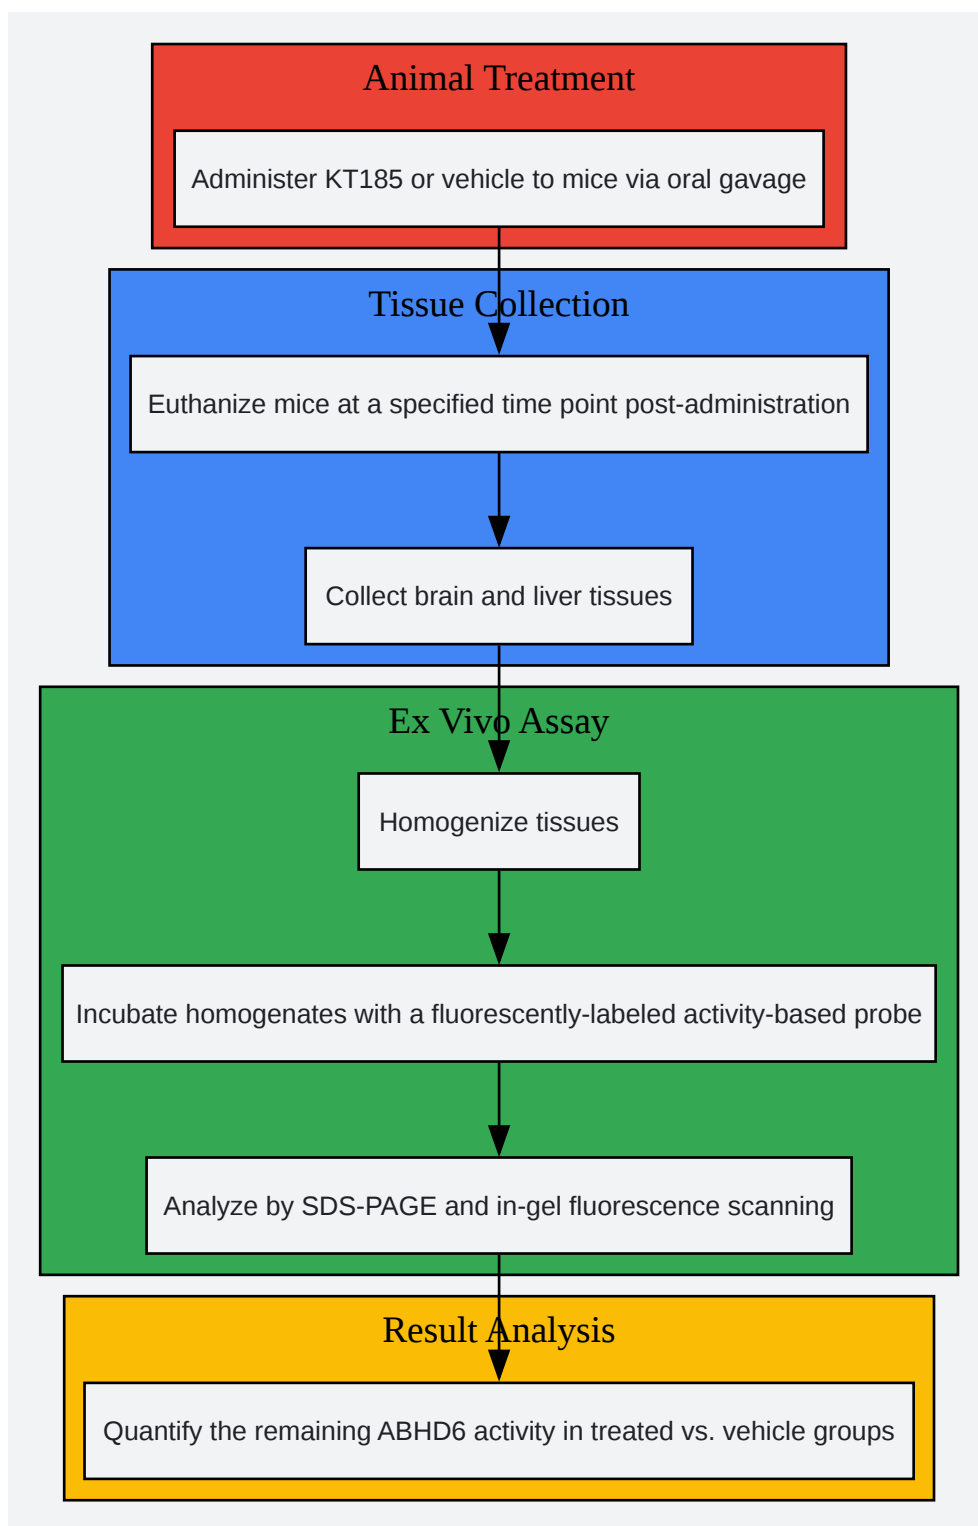 Animal Treatment
Administer KT185 or vehicle to mice via oral gavage
Tissue Collection
Euthanize mice at a specified time point post-administration
Collect brain and liver tissues
Ex Vivo Assay
Homogenize tissues
Incubate homogenates with a fluorescently-labeled activity-based probe
Analyze by SDS-PAGE and in-gel fluorescence scanning
Result Analysis
Quantify the remaining ABHD6 activity in treated vs. vehicle groups